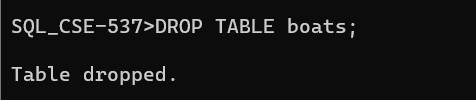 SQL_CSE-537>DROP TABLE boats;
Table dropped.